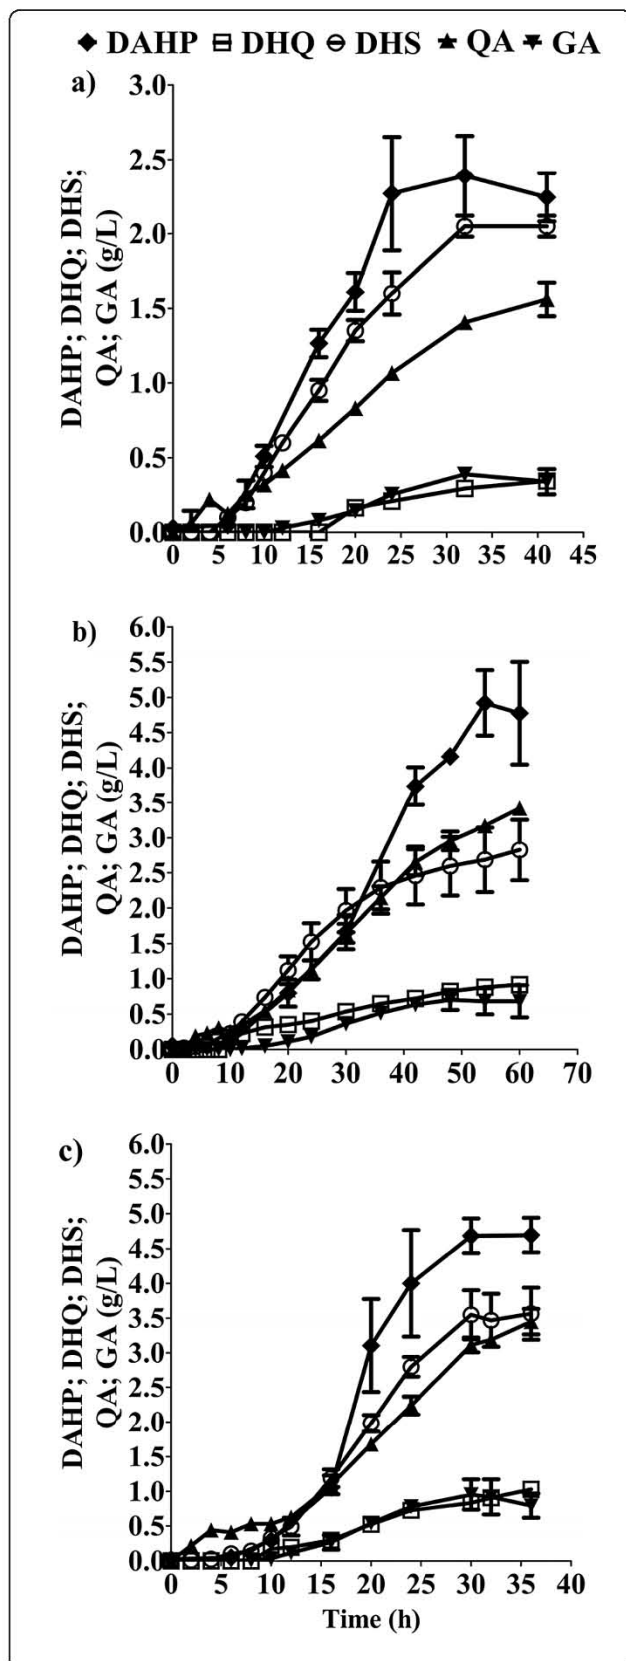 DAHP DHQ DHS QA GA
a)
DAHP; DHQ; DHS;
QA; GA (g/L)
3.0
2.5
2.0
1.5
1.0
0.5
0.0
0 5 10 15 20 25 30 35 40 45
b)
DAHP; DHQ; DHS;
QA; GA (g/L)
6.0
5.5
5.0
4.5
4.0
3.5
3.0
2.5
2.0
1.5
1.0
0.5
0.0
0 10 20 30 40 50 60 70
c)
DAHP; DHQ; DHS;
QA; GA (g/L)
6.0
5.5
5.0
4.5
4.0
3.5
3.0
2.5
2.0
1.5
1.0
0.5
0.0
0 5 10 15 20 25 30 35 40
Time (h)